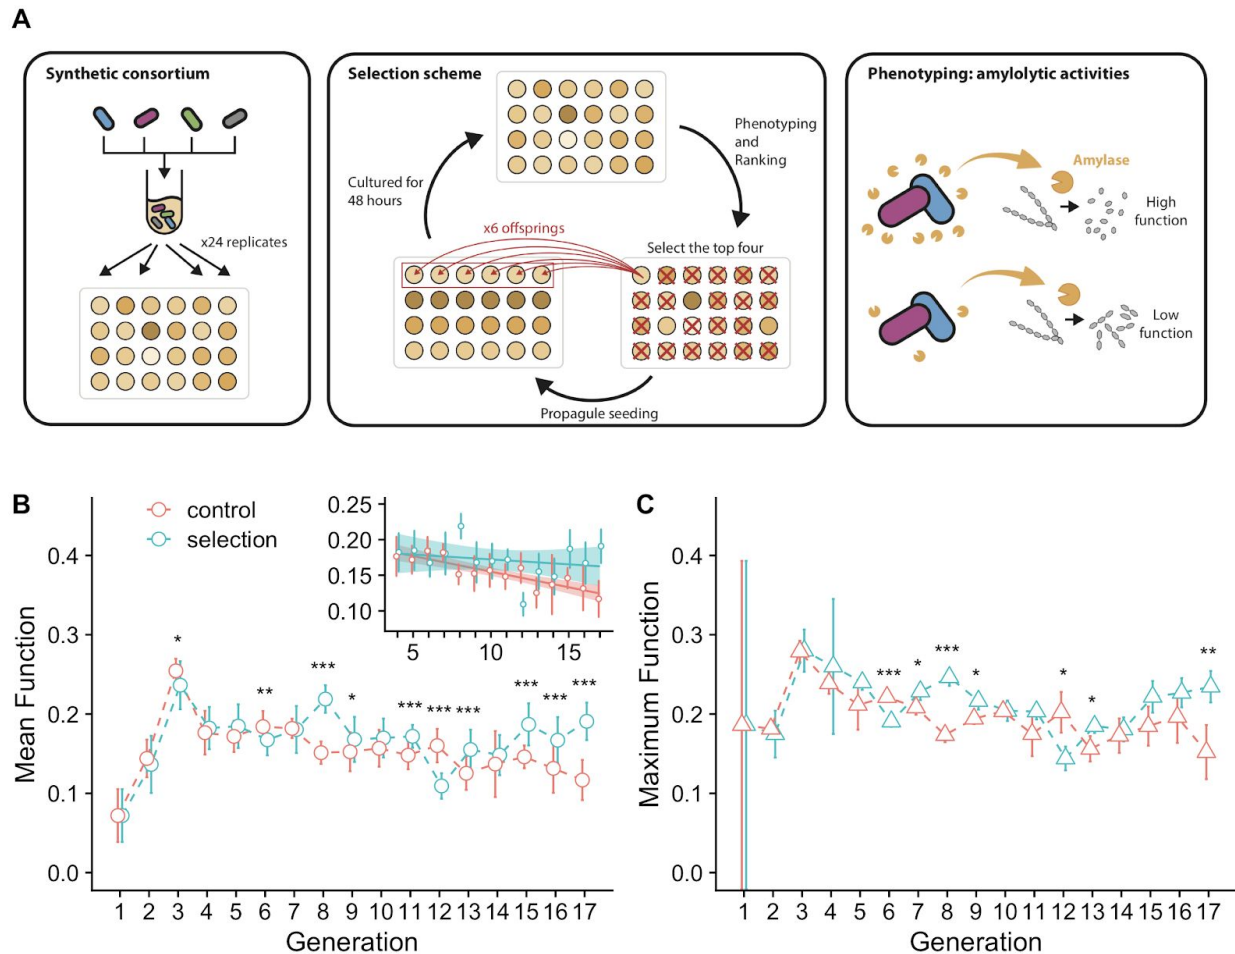 A
Synthetic consortium
x24 replicates
Selection scheme
Phenotyping
and
Ranking
Cultured for
48 hours
x6 offsprings
Select the top four
Propagule seeding
Phenotyping: amylolytic activities
Amylase
High
function
Low
function
B
control
selection
0.25
0.20
0.15
0.10
5 10 15
Mean Function
0.4
0.3
0.2
0.1
0.0
* ** *** * *** *** *** *** *** ***
1 2 3 4 5 6 7 8 9 10 11 12 13 14 15 16 17
Generation
C
Maximum Function
0.4
0.3
0.2
0.1
0.0
*** * *** * * * **
1 2 3 4 5 6 7 8 9 10 11 12 13 14 15 16 17
Generation